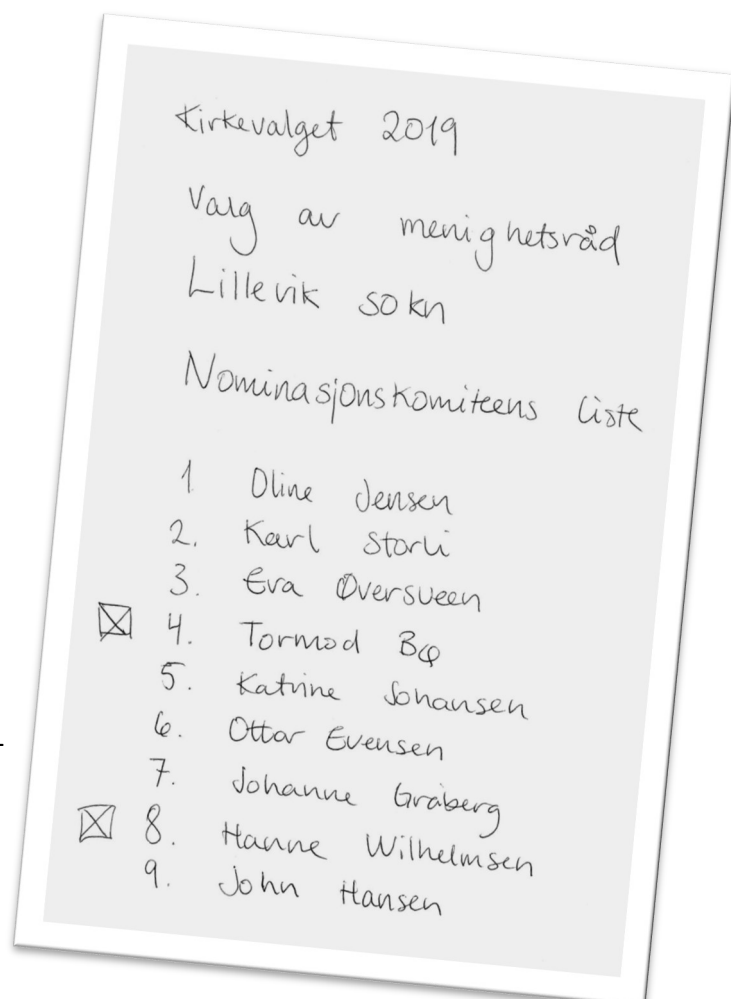 Kirkevalget 2019
Valg av menighetsråd
Lillevik sokn
Nominasjonskomiteens liste
1 Oline Jensen
2. Karl Storli
3. Eva Øversveen
☒ 4. Tormod Bø
5. Katrine Johansen
6. Ottar Evensen
7. Johanne Gråberg
☒ 8. Hanne Wilhelmsen
9. John Hansen